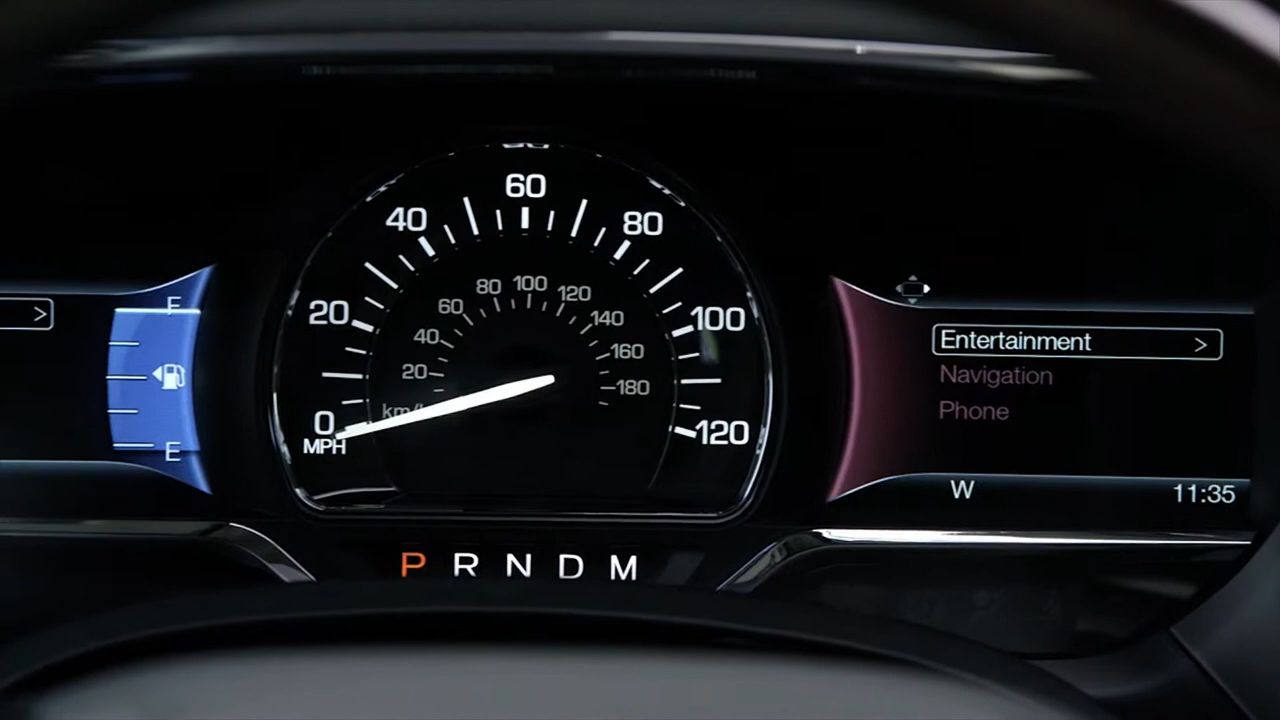 60
40
80
20
100
0
MPH
120
80
100
120
60
140
40
160
20
180
km/
>
F
E
Entertainment >
Navigation
Phone
W 11:35
P R N D M